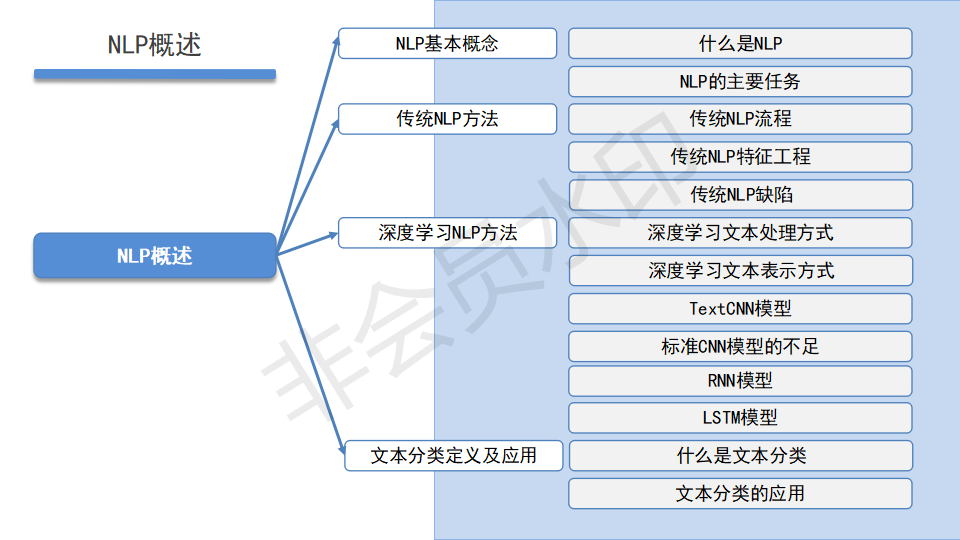 NLP概述
NLP基本概念
什么是NLP
NLP的主要任务
传统NLP方法
传统NLP流程
传统NLP特征工程
传统NLP缺陷
NLP概述
深度学习NLP方法
深度学习文本处理方式
深度学习文本表示方式
TextCNN模型
标准CNN模型的不足
RNN模型
LSTM模型
文本分类定义及应用
什么是文本分类
文本分类的应用
非会员水印